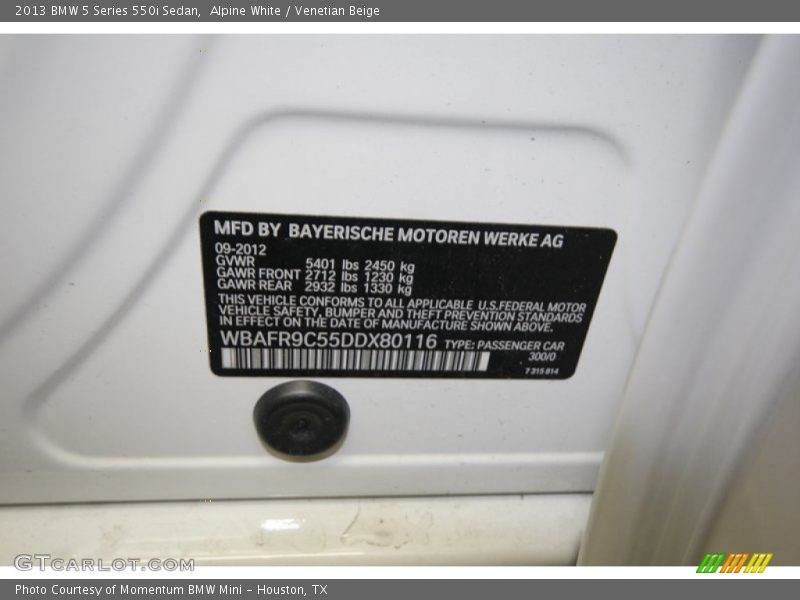 2013 BMW 5 Series 550i Sedan,  Alpine White / Venetian Beige
MFD BY BAYERISCHE MOTOREN WERKE AG
09-2012
GVWR 5401 lbs 2450 kg
GAWR FRONT 2712 lbs 1230 kg
GAWR REAR 2932 lbs 1330 kg
THIS VEHICLE CONFORMS TO ALL APPLICABLE U.S.FEDERAL MOTOR
VEHICLE SAFETY, BUMPER AND THEFT PREVENTION STANDARDS
IN EFFECT ON THE DATE OF MANUFACTURE SHOWN ABOVE.
WBAFR9C55DDX80116 TYPE: PASSENGER CAR
300/0
7 315 814
GTCARLOT.COM
Photo Courtesy of Momentum BMW Mini - Houston, TX